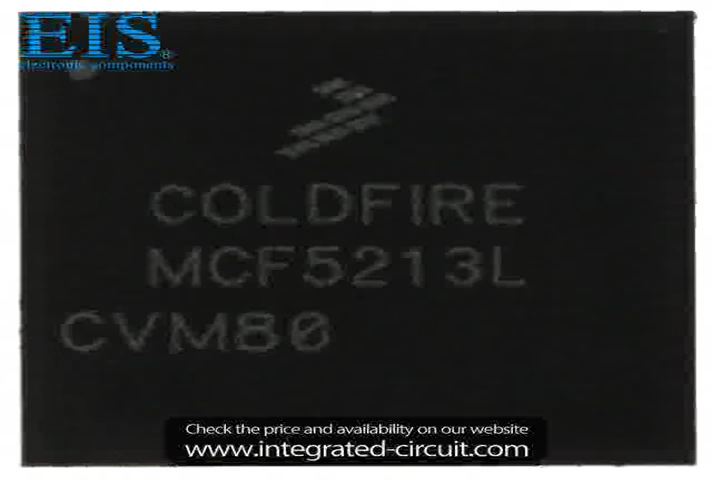 EIS®
electronic components
COLDFIRE
MCF5213L
CVM80
Check the price and availability on our website
www.integrated-circuit.com